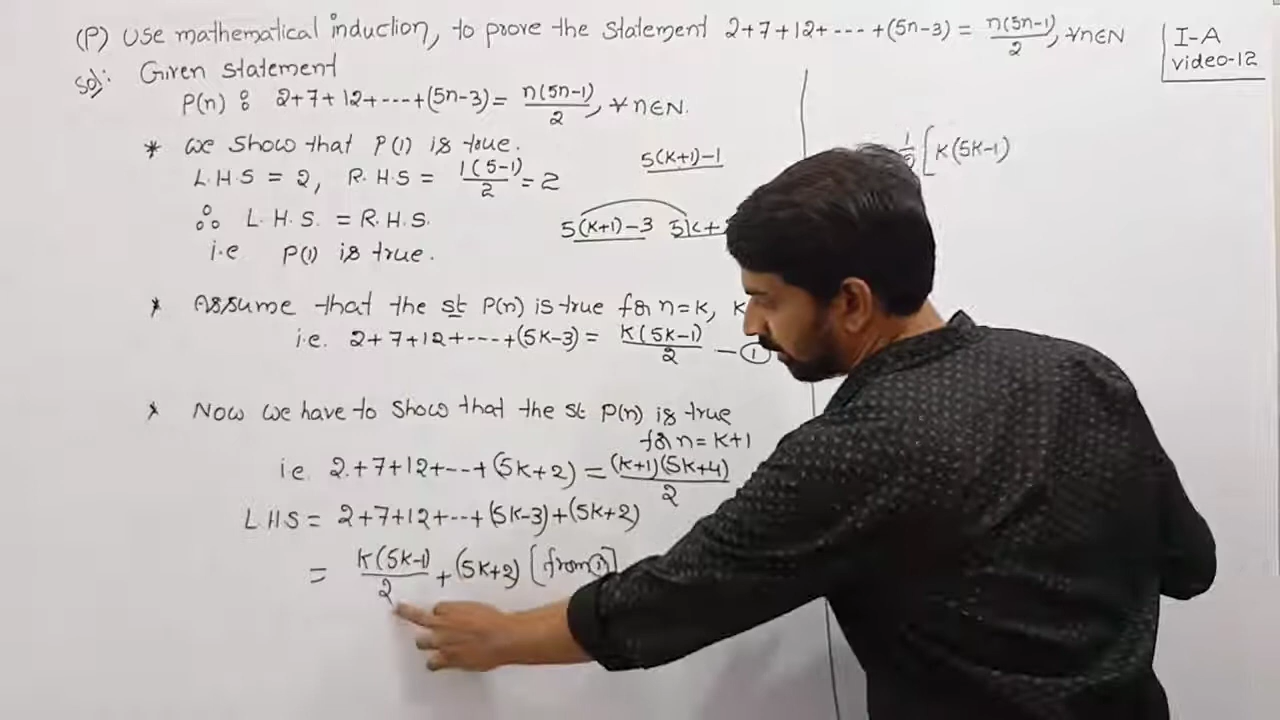 (P) Use mathematical induction, to prove the statement 2+7+12+----+(5n-3) = n(5n-1)/2, ∀n∈N
I-A
Video-12
Sol: Given statement
P(n) : 2+7+12+----+(5n-3) = n(5n-1)/2, ∀ n∈N.
* We show that P(1) is true.
L.H.S = 2, R.H.S = 1(5-1)/2 = 2
∴ L.H.S. = R.H.S.
i.e P(1) is true.
5(k+1)-1
5(k+1)-3 5k+
* Assume that the st P(n) is true for n=k, k
i.e. 2+7+12+----+(5k-3) = k(5k-1)/2 — ①
* Now we have to show that the st P(n) is true
for n=k+1
ie. 2+7+12+---+(5k+2) = (k+1)(5k+4)/2
L.H.S = 2+7+12+---+(5k-3)+(5k+2)
= k(5k-1)/2 + (5k+2) [from ①]
1/2 [k(5k-1)